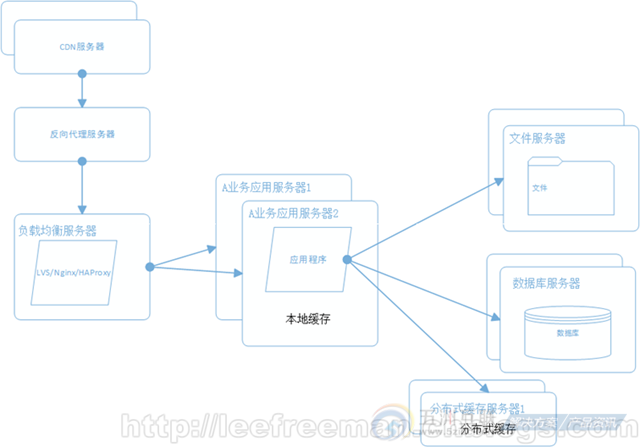 CDN服务器
反向代理服务器
负载均衡服务器
LVS/Nginx/HAProxy
A业务应用服务器1
A业务应用服务器2
应用程序
本地缓存
文件服务器
文件
数据库服务器
数据库
分布式缓存服务器1
分布式缓存